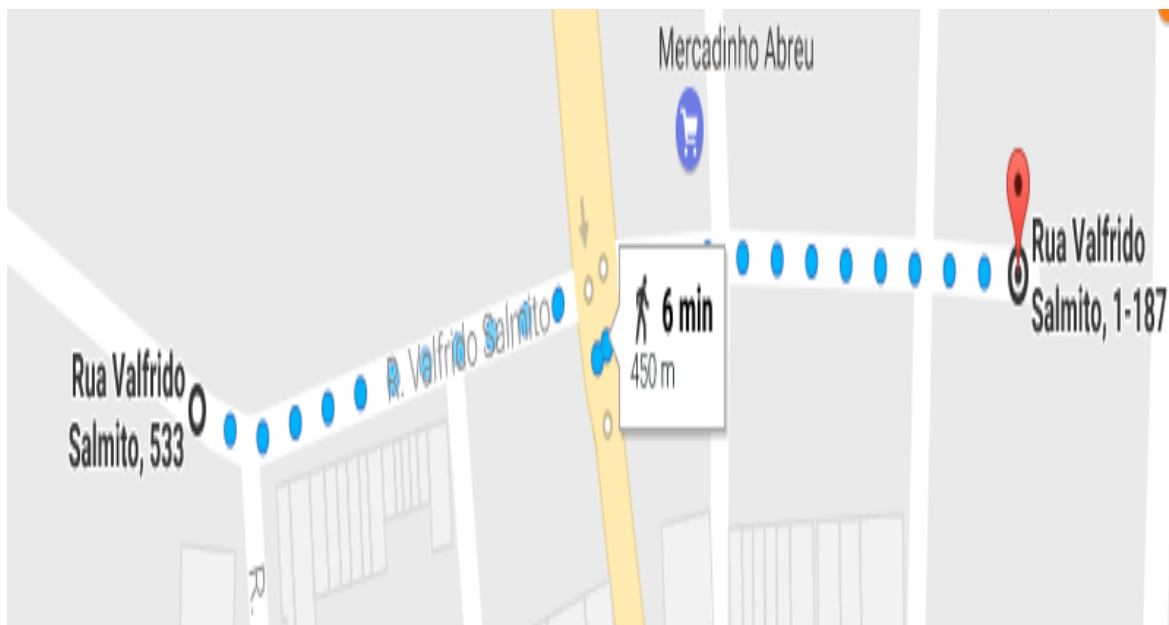 Mercadinho Abreu
Rua Valfrido
Salmito, 1-187
6 min
450 m
R. Valfrido Salmito
Rua Valfrido
Salmito, 533
R.